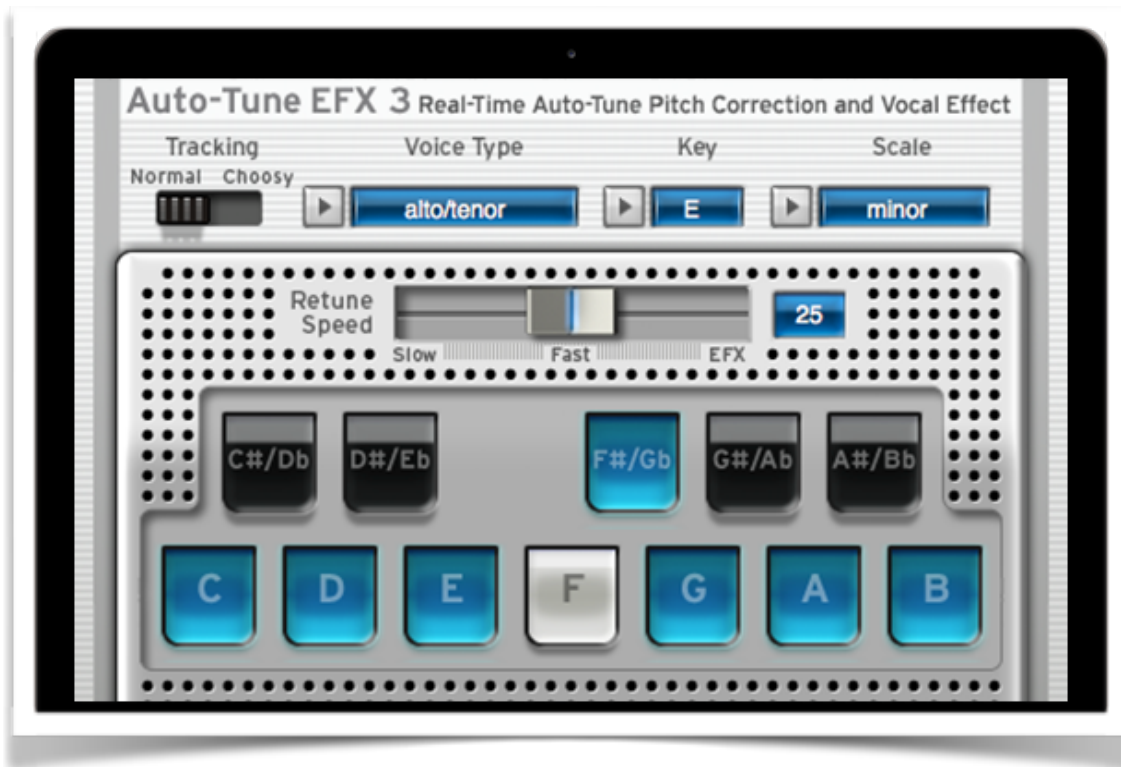 Auto-Tune EFX 3 Real-Time Auto-Tune Pitch Correction and Vocal Effect
Tracking Voice Type Key Scale
Normal Choosy
alto/tenor E minor
Retune
Speed
25
Slow Fast EFX
C#/Db D#/Eb F#/Gb G#/Ab A#/Bb
C D E F G A B